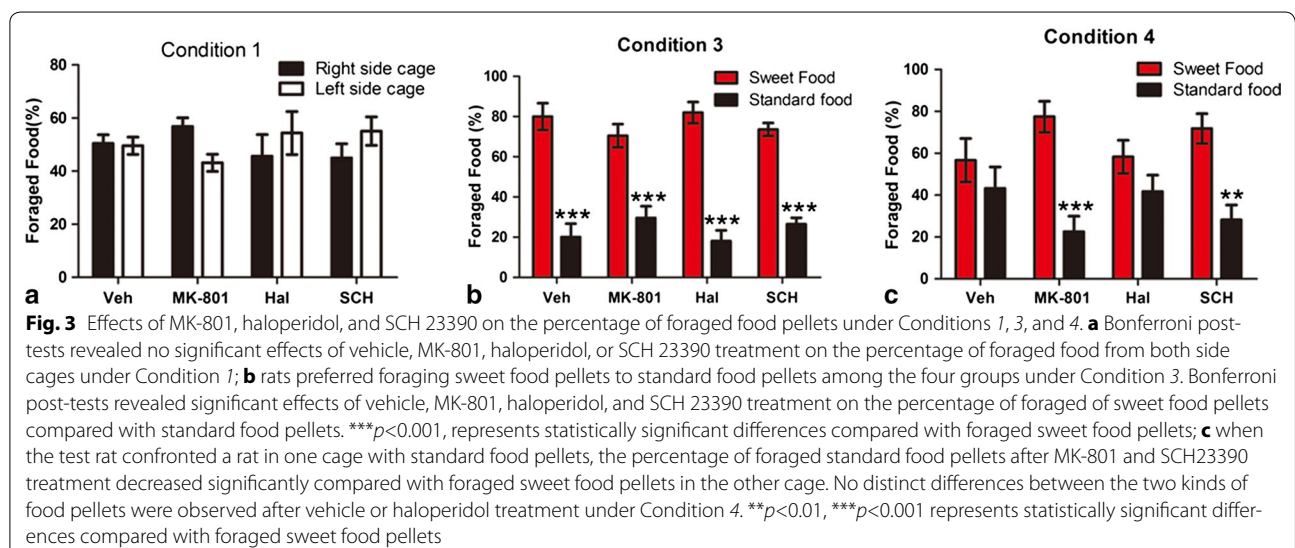 Condition 1
Right side cage
Left side cage
Foraged Food(%)
80
60
40
20
0
Veh MK-801 Hal SCH
a
Condition 3
Sweet Food
Standard food
Foraged Food (%)
100
80
60
40
20
0
***
***
***
***
Veh MK-801 Hal SCH
b
Condition 4
Sweet Food
Standard food
Foraged Food (%)
100
80
60
40
20
0
***
**
Veh MK-801 Hal SCH
c
Fig. 3 Effects of MK-801, haloperidol, and SCH 23390 on the percentage of foraged food pellets under Conditions 1, 3, and 4. a Bonferroni post-
tests revealed no significant effects of vehicle, MK-801, haloperidol, or SCH 23390 treatment on the percentage of foraged food from both side
cages under Condition 1; b rats preferred foraging sweet food pellets to standard food pellets among the four groups under Condition 3. Bonferroni
post-tests revealed significant effects of vehicle, MK-801, haloperidol, and SCH 23390 treatment on the percentage of foraged of sweet food pellets
compared with standard food pellets. ***p<0.001, represents statistically significant differences compared with foraged sweet food pellets; c when
the test rat confronted a rat in one cage with standard food pellets, the percentage of foraged standard food pellets after MK-801 and SCH23390
treatment decreased significantly compared with foraged sweet food pellets in the other cage. No distinct differences between the two kinds of
food pellets were observed after vehicle or haloperidol treatment under Condition 4. **p<0.01, ***p<0.001 represents statistically significant differ-
ences compared with foraged sweet food pellets